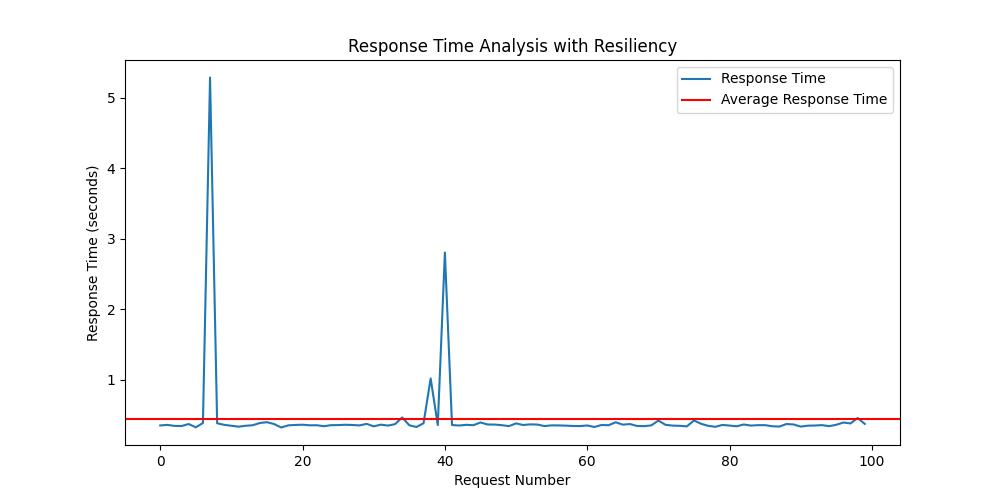 Response Time Analysis with Resiliency
Response Time
Average Response Time
Response Time (seconds)
5
4
3
2
1
0
20
40
60
80
100
Request Number